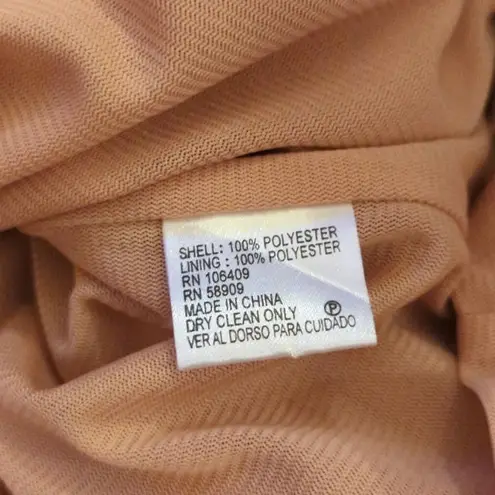 SHELL: 100% POLYESTER
LINING : 100% POLYESTER
RN 106409
RN 58909
MADE IN CHINA
DRY CLEAN ONLY P
VER AL DORSO PARA CUIDADO